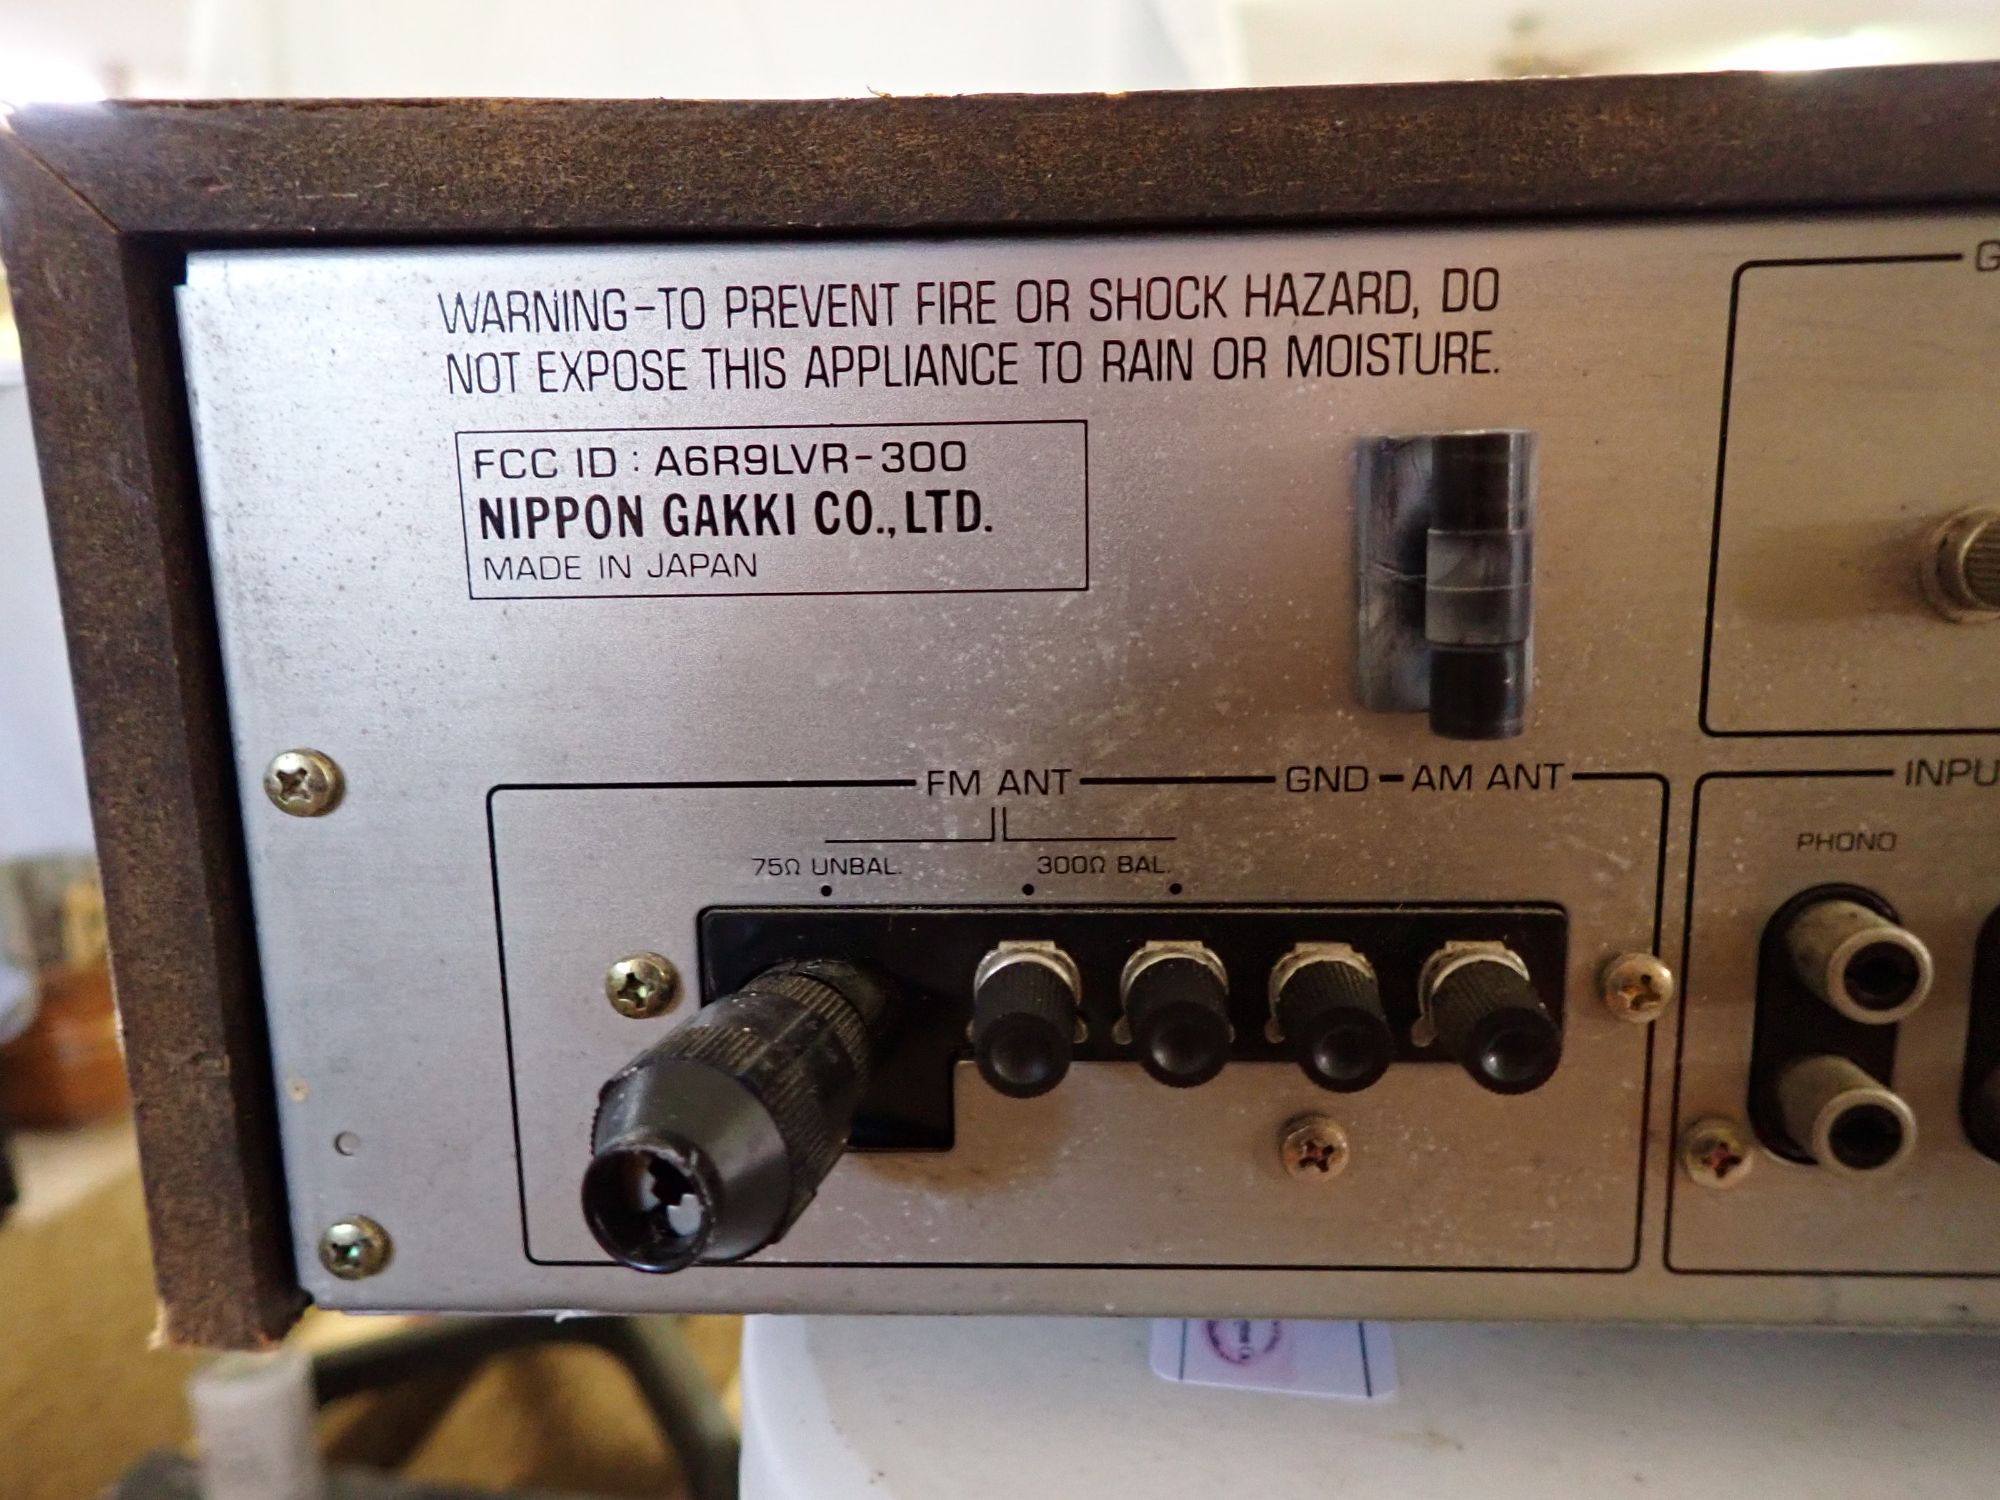 WARNING-TO PREVENT FIRE OR SHOCK HAZARD, DO
NOT EXPOSE THIS APPLIANCE TO RAIN OR MOISTURE.
FCC ID : A6R9LVR-300
NIPPON GAKKI CO., LTD.
MADE IN JAPAN
FM ANT GND AM ANT
75Ω UNBAL. 300Ω BAL.
G
INPU
PHONO